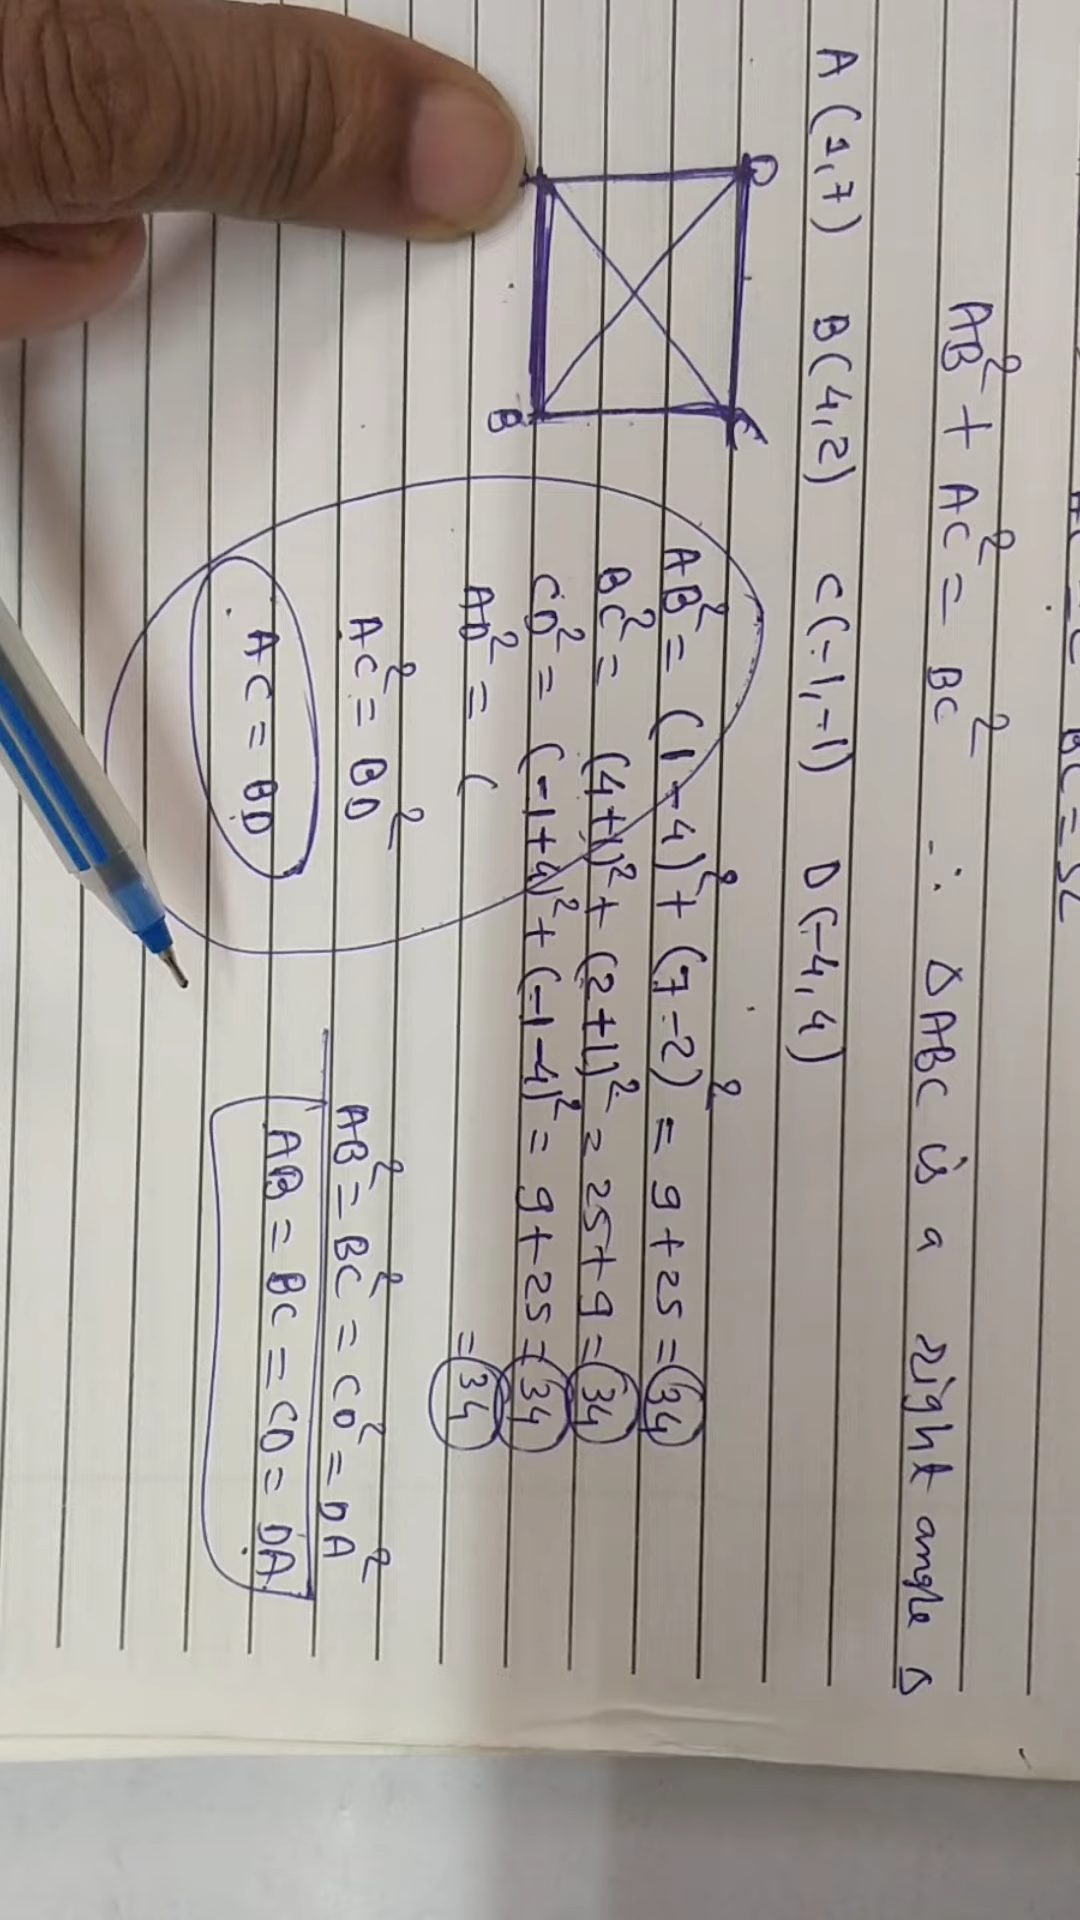 AB² + AC² = BC² ∴ Δ ABC is a right angle Δ
A (1,7) B(4,2) C(-1,-1) D(-4,4)
D C
B
AB² = (1-4)² + (7-2)² = 9+25 = 34
BC² = (4+1)² + (2+1)² = 25+9 = 34
CD² = (-1+4)² + (-1-4)² = 9+25 = 34
AD² = ( = 34
AC² = BD²
AC = BD
AB² = BC² = CD² = DA²
AB = BC = CD = DA